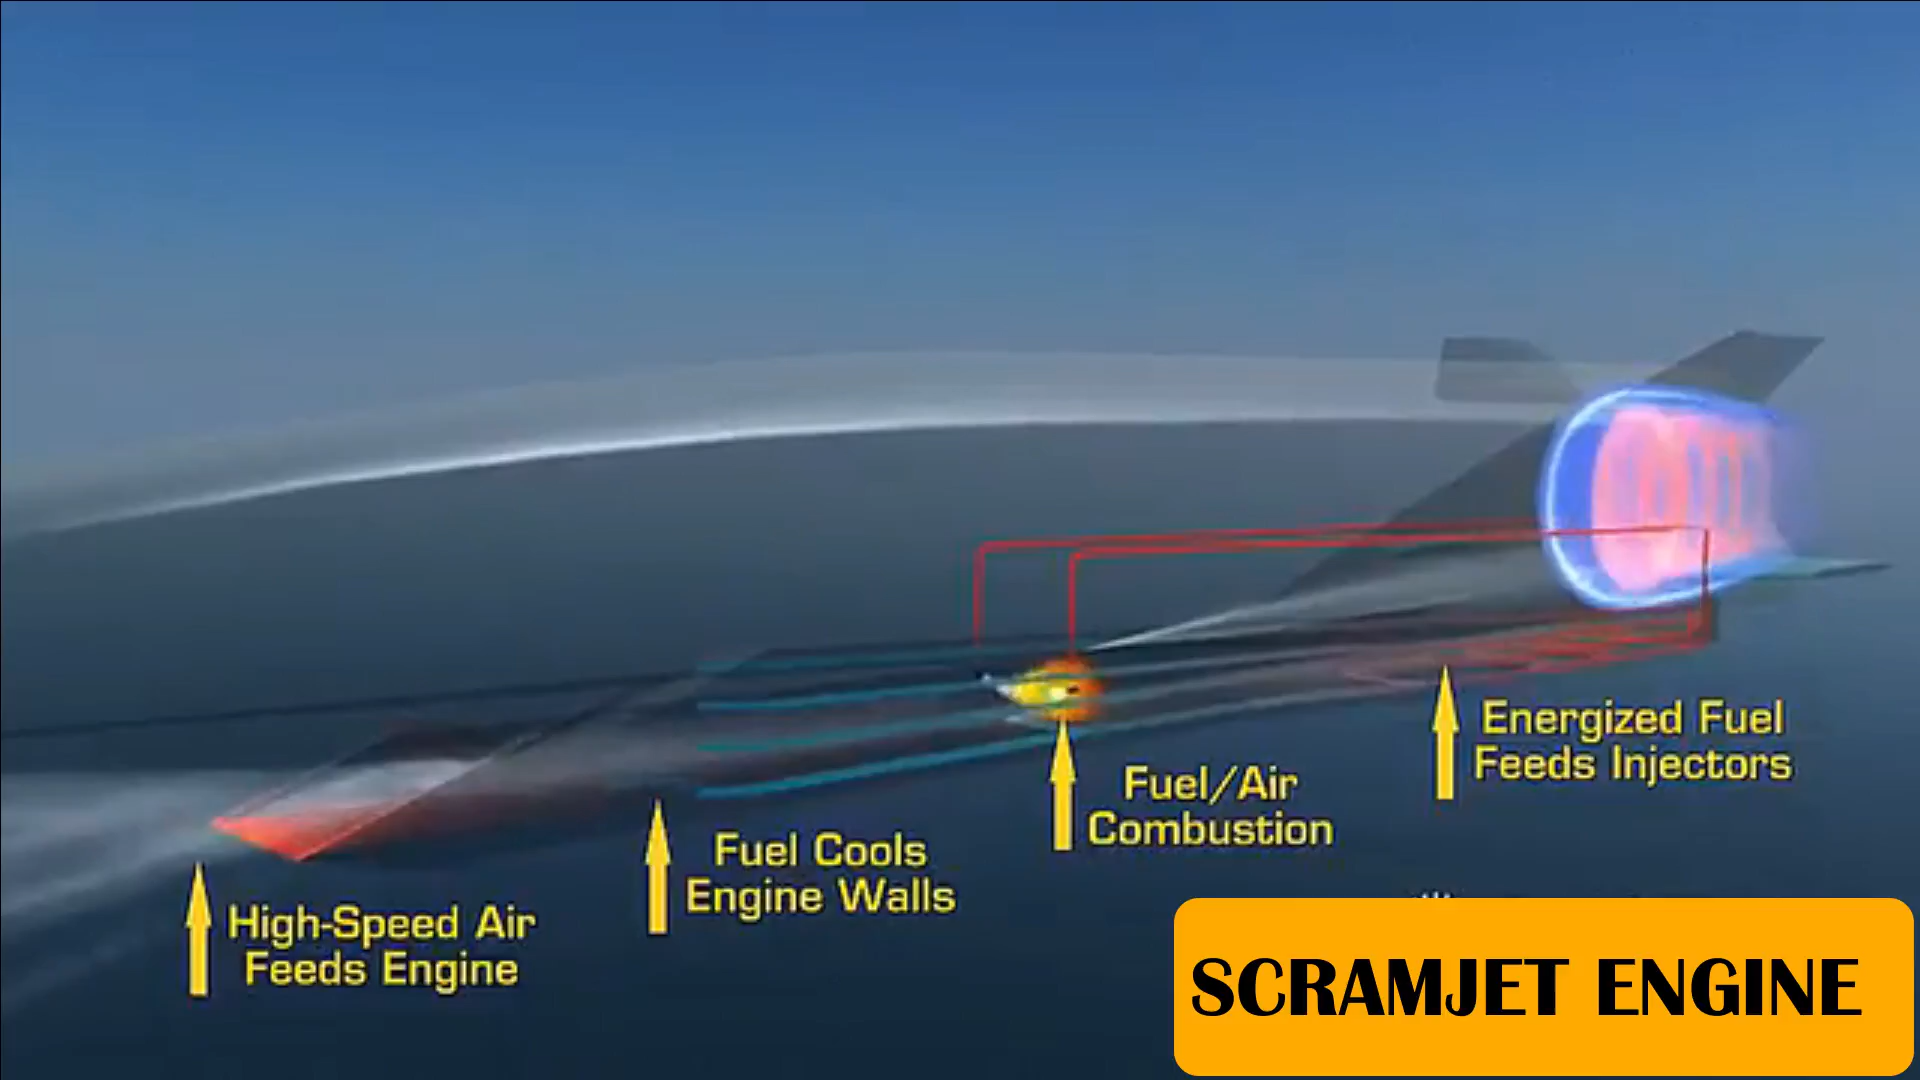 High-Speed Air
Feeds Engine
Fuel Cools
Engine Walls
Fuel/Air
Combustion
Energized Fuel
Feeds Injectors
SCRAMJET ENGINE